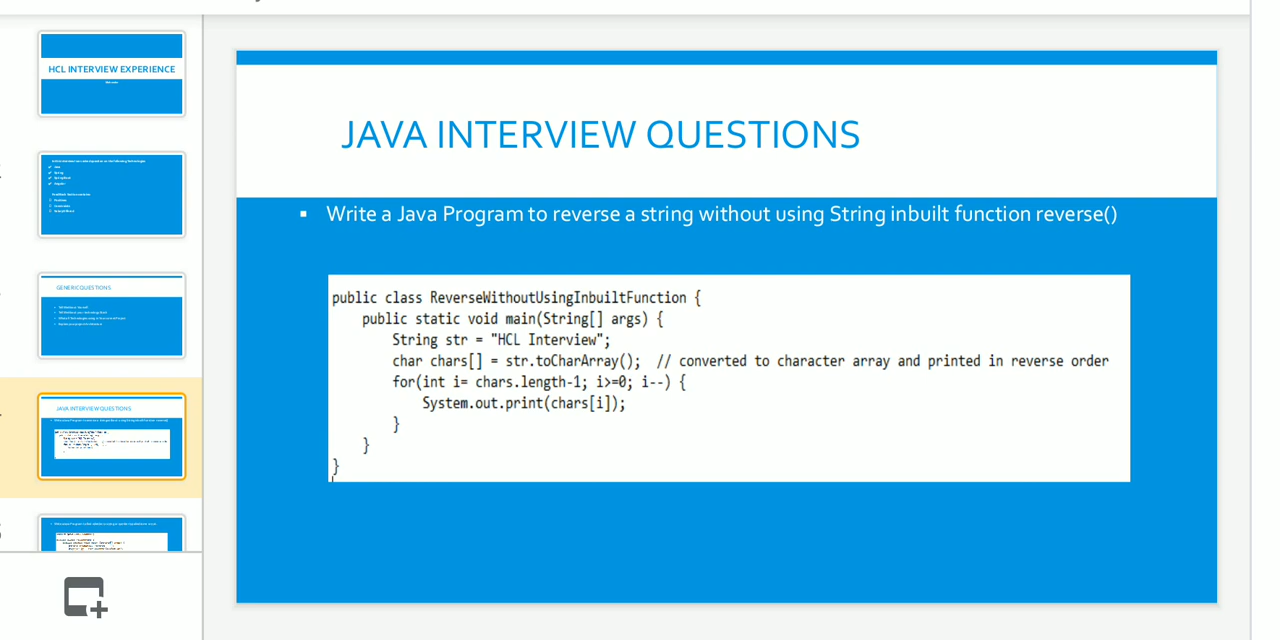 HCL INTERVIEW EXPERIENCE
GENERIC QUESTIONS
JAVA INTERVIEW QUESTIONS
JAVA INTERVIEW QUESTIONS
▪ Write a Java Program to reverse a string without using String inbuilt function reverse()
public class ReverseWithoutUsingInbuiltFunction {
public static void main(String[] args) {
String str = "HCL Interview";
char chars[] = str.toCharArray(); // converted to character array and printed in reverse order
for(int i= chars.length-1; i>=0; i--) {
System.out.print(chars[i]);
}
}
}